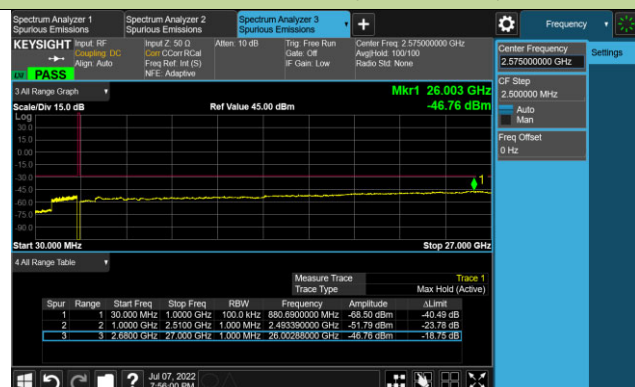 Spectrum Analyzer 1
Spurious Emissions
Spectrum Analyzer 2
Spurious Emissions
Spectrum Analyzer 3
Spurious Emissions
Frequency
KEYSIGHT
Input: RF
Coupling: DC
Align: Auto
Input Z: 50 Ω
Corr CCorr RCal
Freq Ref: Int (S)
NFE: Adaptive
Atten: 10 dB
Trig: Free Run
Gate: Off
IF Gain: Low
Center Freq: 2.575000000 GHz
Avg|Hold: 100/100
Radio Std: None
PASS
Center Frequency
2.575000000 GHz
Settings
CF Step
2.500000 MHz
Auto
Man
Freq Offset
0 Hz
3 All Range Graph
Mkr1 26.003 GHz
Scale/Div 15.0 dB
Ref Value 45.00 dBm
-46.76 dBm
Log
30.0
15.0
0.00
-15.0
-30.0
-45.0
-60.0
-75.0
-90.0
1
Start 30.000 MHz
Stop 27.000 GHz
4 All Range Table
Measure Trace Trace 1
Trace Type Max Hold (Active)
Spur Range Start Freq Stop Freq RBW Frequency Amplitude ΔLimit
1 1 30.000 MHz 1.0000 GHz 100.0 kHz 880.6900000 MHz -68.50 dBm -40.49 dB
2 2 1.0000 GHz 2.5100 GHz 1.000 MHz 2.493390000 GHz -51.79 dBm -23.78 dB
3 3 2.6800 GHz 27.000 GHz 1.000 MHz 26.00288000 GHz -46.76 dBm -18.75 dB
Jul 07, 2022
7:56:00 PM